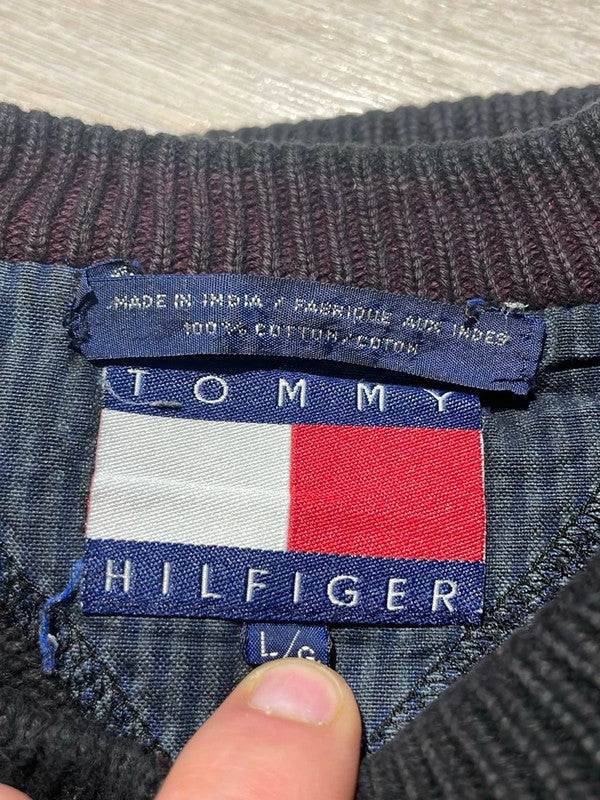 MADE IN INDIA / FABRIQUE AUX INDES
100% COTTON/COTON
TOMMY
HILFIGER
L/G